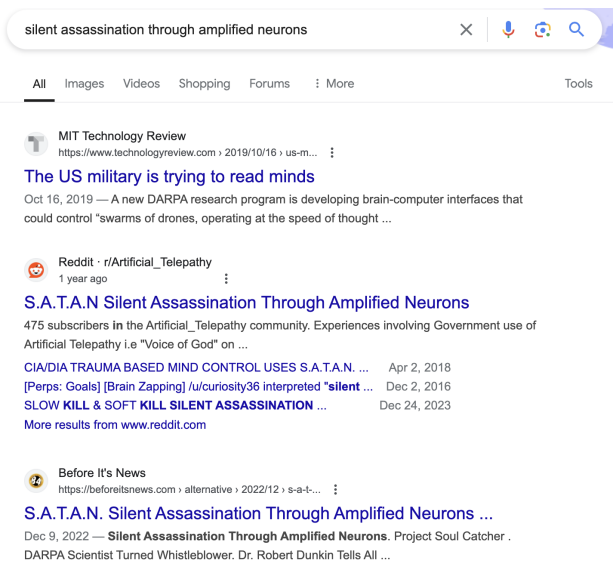 silent assassination through amplified neurons
All Images Videos Shopping Forums More Tools
MIT Technology Review
https://www.technologyreview.com › 2019/10/16 › us-m...
The US military is trying to read minds
Oct 16, 2019 — A new DARPA research program is developing brain-computer interfaces that
could control “swarms of drones, operating at the speed of thought ...
Reddit · r/Artificial_Telepathy
1 year ago
S.A.T.A.N Silent Assassination Through Amplified Neurons
475 subscribers in the Artificial_Telepathy community. Experiences involving Government use of
Artificial Telepathy i.e "Voice of God" on ...
CIA/DIA TRAUMA BASED MIND CONTROL USES S.A.T.A.N. ... Apr 2, 2018
[Perps: Goals] [Brain Zapping] /u/curiosity36 interpreted "silent ... Dec 2, 2016
SLOW KILL & SOFT KILL SILENT ASSASSINATION ... Dec 24, 2023
More results from www.reddit.com
Before It's News
https://beforeitsnews.com › alternative › 2022/12 › s-a-t-...
S.A.T.A.N. Silent Assassination Through Amplified Neurons ...
Dec 9, 2022 — Silent Assassination Through Amplified Neurons. Project Soul Catcher .
DARPA Scientist Turned Whistleblower. Dr. Robert Dunkin Tells All ...